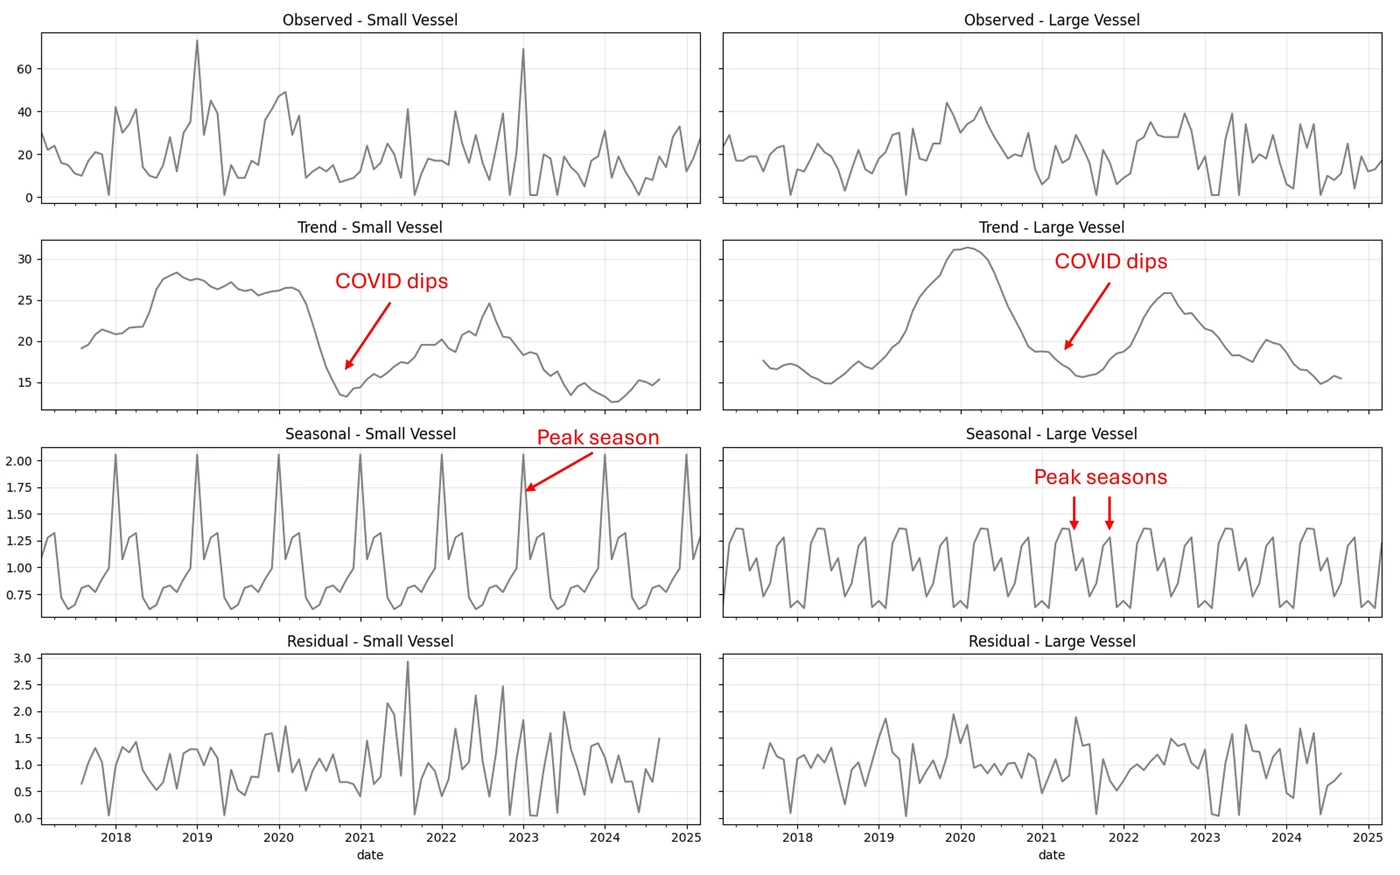 Observed - Small Vessel
Observed - Large Vessel
60
40
20
0
Trend - Small Vessel
Trend - Large Vessel
30
25
20
15
COVID dips
COVID dips
Seasonal - Small Vessel
Peak season
Seasonal - Large Vessel
Peak seasons
2.00
1.75
1.50
1.25
1.00
0.75
Residual - Small Vessel
Residual - Large Vessel
3.0
2.5
2.0
1.5
1.0
0.5
0.0
2018 2019 2020 2021 2022 2023 2024 2025
date
2018 2019 2020 2021 2022 2023 2024 2025
date